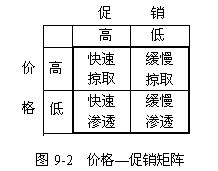 促 销
高 低
价 高 快速 缓慢
掠取 掠取
格 低 快速 缓慢
渗透 渗透
图 9-2 价格—促销矩阵